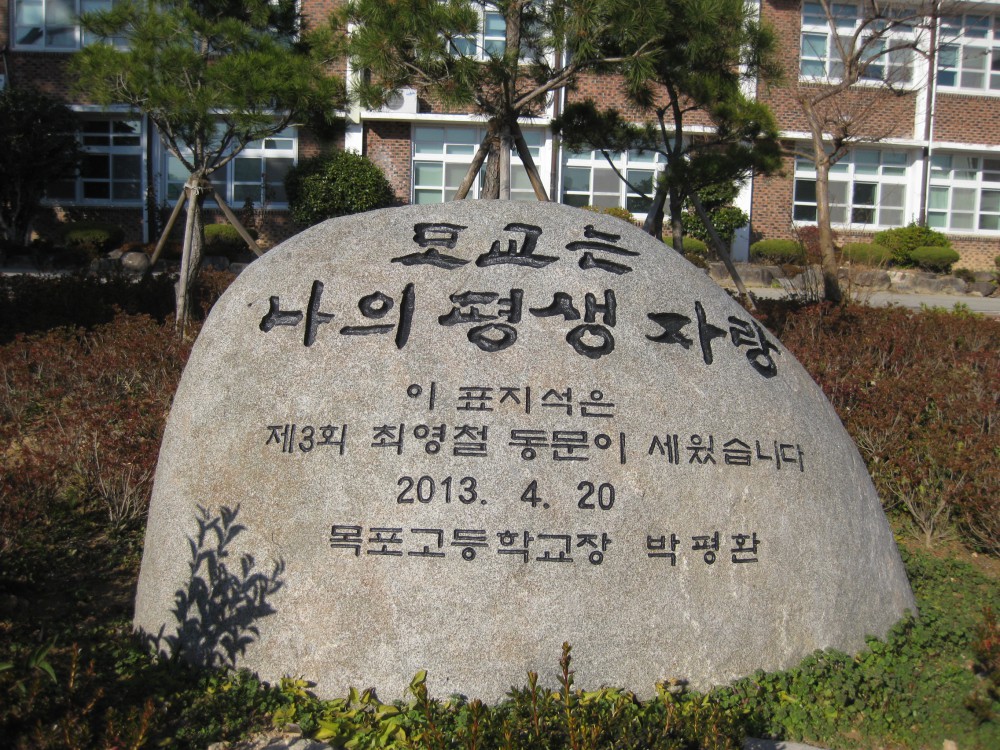 모교는
나의 평생 자랑
이 표지석은
제3회 최영철 동문이 세웠습니다
2013. 4. 20
목포고등학교장 박평환